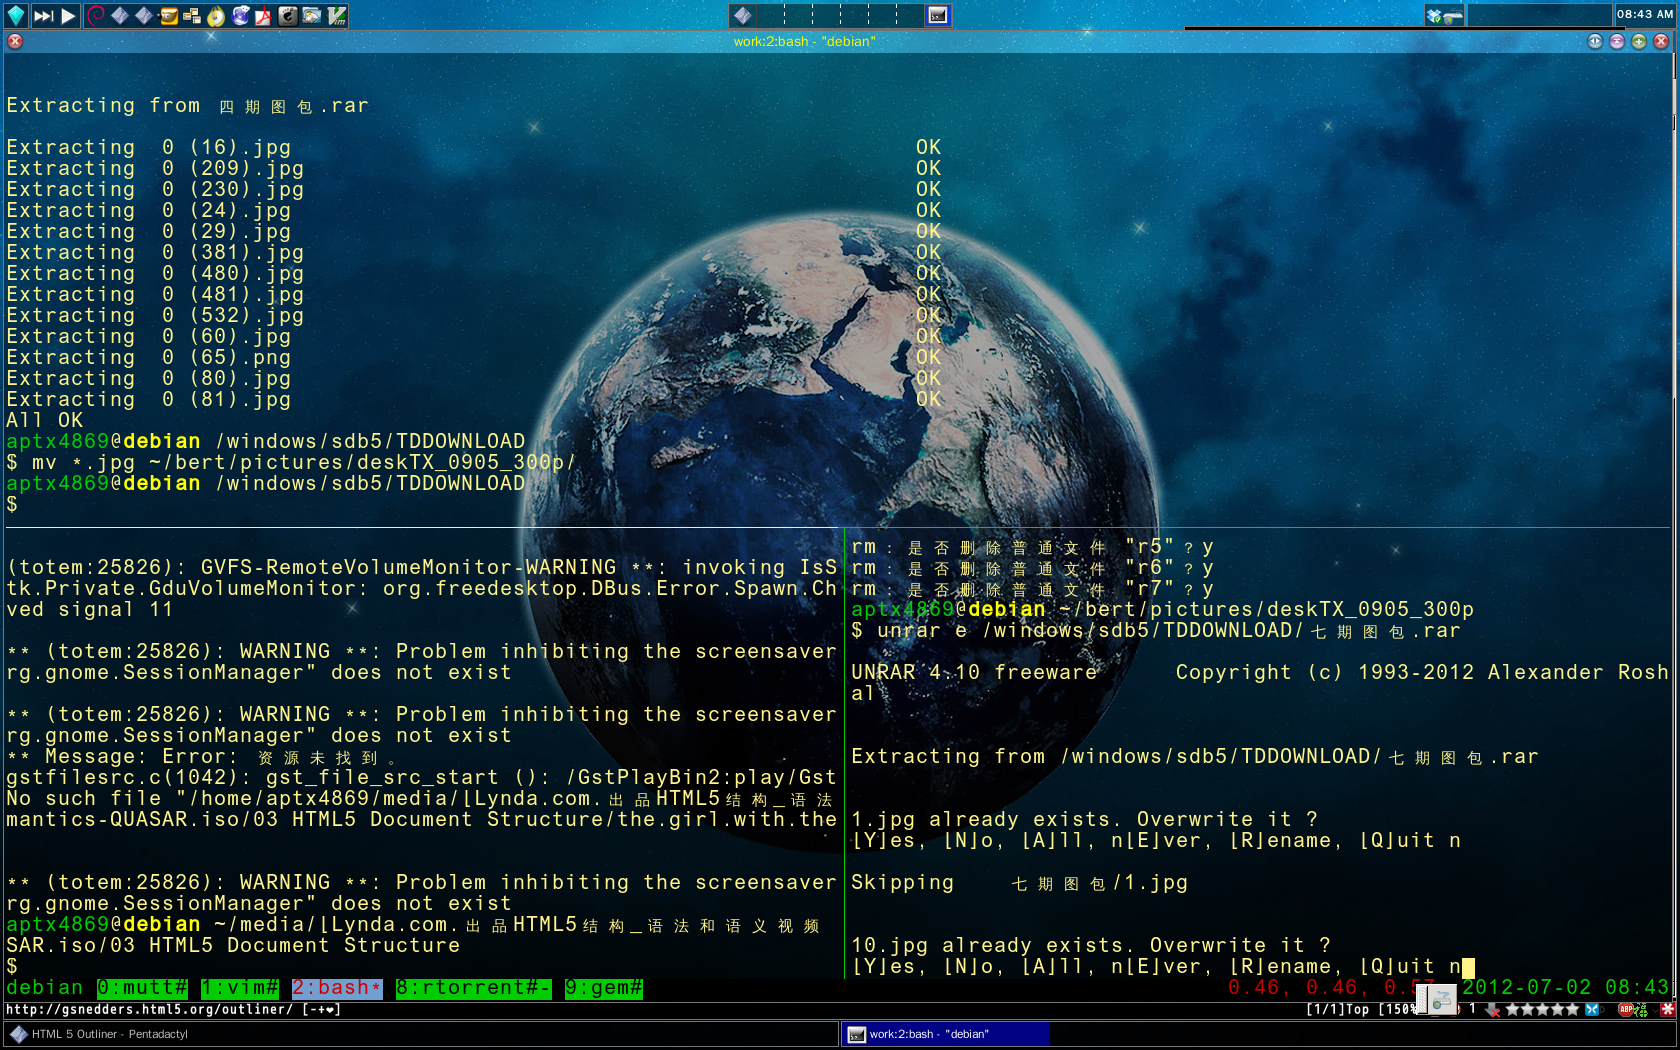 08:43 AM
work:2:bash - "debian"
Extracting from 四期图包.rar
Extracting  0 (16).jpg OK
Extracting  0 (209).jpg OK
Extracting  0 (230).jpg OK
Extracting  0 (24).jpg OK
Extracting  0 (29).jpg OK
Extracting  0 (381).jpg OK
Extracting  0 (480).jpg OK
Extracting  0 (481).jpg OK
Extracting  0 (532).jpg OK
Extracting  0 (60).jpg OK
Extracting  0 (65).png OK
Extracting  0 (80).jpg OK
Extracting  0 (81).jpg OK
All OK
aptx4869@debian /windows/sdb5/TDDOWNLOAD
$ mv *.jpg ~/bert/pictures/deskTX_0905_300p/
aptx4869@debian /windows/sdb5/TDDOWNLOAD
$
(totem:25826): GVFS-RemoteVolumeMonitor-WARNING **: invoking IsS
tk.Private.GduVolumeMonitor: org.freedesktop.DBus.Error.Spawn.Ch
ved signal 11
** (totem:25826): WARNING **: Problem inhibiting the screensaver
rg.gnome.SessionManager" does not exist
** (totem:25826): WARNING **: Problem inhibiting the screensaver
rg.gnome.SessionManager" does not exist
** Message: Error: 资源未找到。
gstfilesrc.c(1042): gst_file_src_start (): /GstPlayBin2:play/Gst
No such file "/home/aptx4869/media/[Lynda.com.出品HTML5结构_语法
mantics-QUASAR.iso/03 HTML5 Document Structure/the.girl.with.the
** (totem:25826): WARNING **: Problem inhibiting the screensaver
rg.gnome.SessionManager" does not exist
aptx4869@debian ~/media/[Lynda.com.出品HTML5结构_语法和语义视频
SAR.iso/03 HTML5 Document Structure
$
rm：是否删除普通文件 "r5"？y
rm：是否删除普通文件 "r6"？y
rm：是否删除普通文件 "r7"？y
aptx4869@debian ~/bert/pictures/deskTX_0905_300p
$ unrar e /windows/sdb5/TDDOWNLOAD/七期图包.rar
UNRAR 4.10 freeware      Copyright (c) 1993-2012 Alexander Rosh
al
Extracting from /windows/sdb5/TDDOWNLOAD/七期图包.rar
1.jpg already exists. Overwrite it ?
[Y]es, [N]o, [A]ll, n[E]ver, [R]ename, [Q]uit n
Skipping    七期图包/1.jpg
10.jpg already exists. Overwrite it ?
[Y]es, [N]o, [A]ll, n[E]ver, [R]ename, [Q]uit n
debian 0:mutt# 1:vim# 2:bash* 8:rtorrent#- 9:gem# 0.46, 0.46, 2012-07-02 08:43
http://gsnedders.html5.org/outliner/ [-+❤] [1/1]Top [150% 1 ABP
HTML 5 Outliner - Pentadactyl
work:2:bash - "debian"